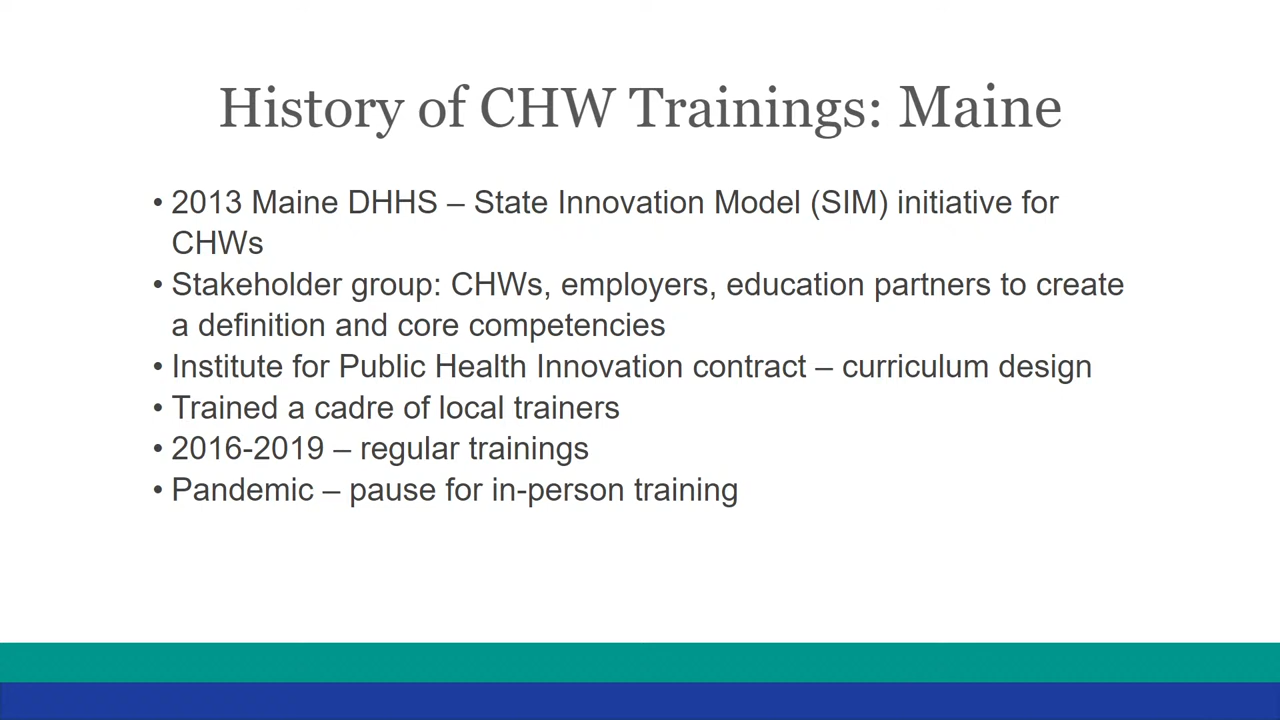 History of CHW Trainings: Maine
• 2013 Maine DHHS – State Innovation Model (SIM) initiative for
CHWs
• Stakeholder group: CHWs, employers, education partners to create
a definition and core competencies
• Institute for Public Health Innovation contract – curriculum design
• Trained a cadre of local trainers
• 2016-2019 – regular trainings
• Pandemic – pause for in-person training